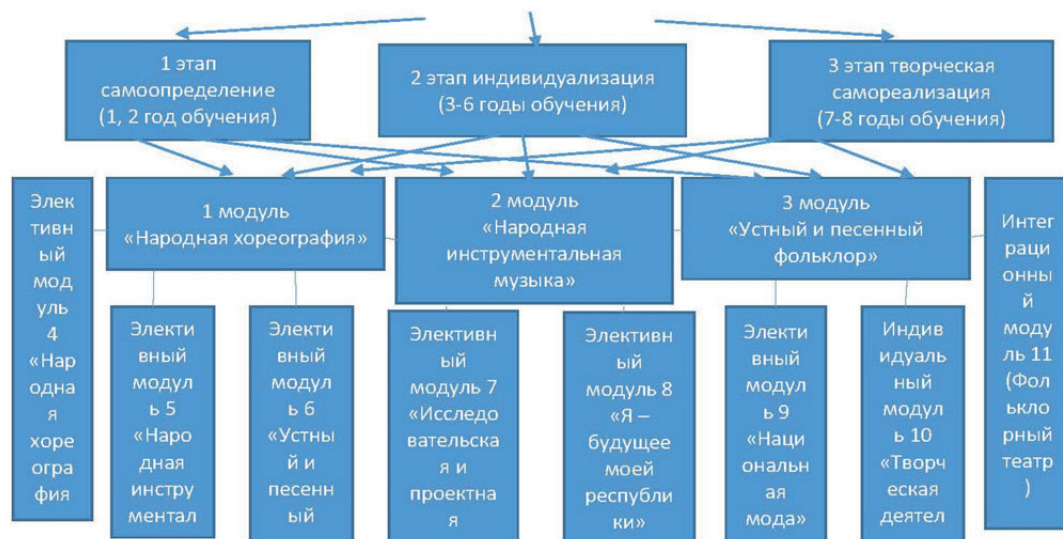 1 этап
самоопределение
(1, 2 год обучения)
2 этап индивидуализация
(3-6 годы обучения)
3 этап творческая
самореализация
(7-8 годы обучения)
1 модуль
«Народная хореография»
2 модуль
«Народная
инструментальная
музыка»
3 модуль
«Устный и песенный
фольклор»
Элек
тивн
ый
мод
уль
4
«Нар
одна
я
хоре
огра
фия
Электи
вный
модул
ь 5
«Наро
дная
инстру
ментал
Электи
вный
модул
ь 6
«Устны
й и
песенн
ый
Элективн
ый
модуль 7
«Исследо
вательска
я и
проектна
я
Элективн
ый
модуль 8
«Я –
будущее
моей
республи
ки»
Электи
вный
модул
ь 9
«Наци
ональн
ая
мода»
Индив
идуаль
ный
модул
ь 10
«Творч
еская
деятел
Интег
раци
онны
й
моду
ль 11
(Фол
ькло
рный
театр
)